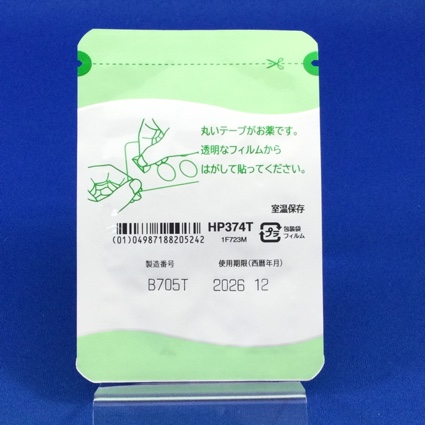 丸いテープがお薬です。
透明なフィルムから
はがして貼ってください。
室温保存
HP374T
(01)04987188205242
1F723M
プラ
包装袋
フィルム
製造番号
使用期限(西暦年月)
B705T
2026 12